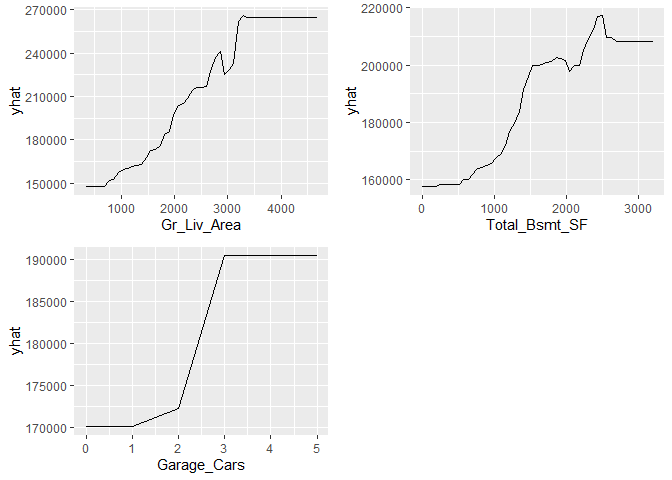 270000
240000
210000
180000
150000
yhat
1000 2000 3000 4000
Gr_Liv_Area
220000
200000
180000
160000
yhat
0 1000 2000 3000
Total_Bsmt_SF
190000
185000
180000
175000
170000
yhat
0 1 2 3 4 5
Garage_Cars